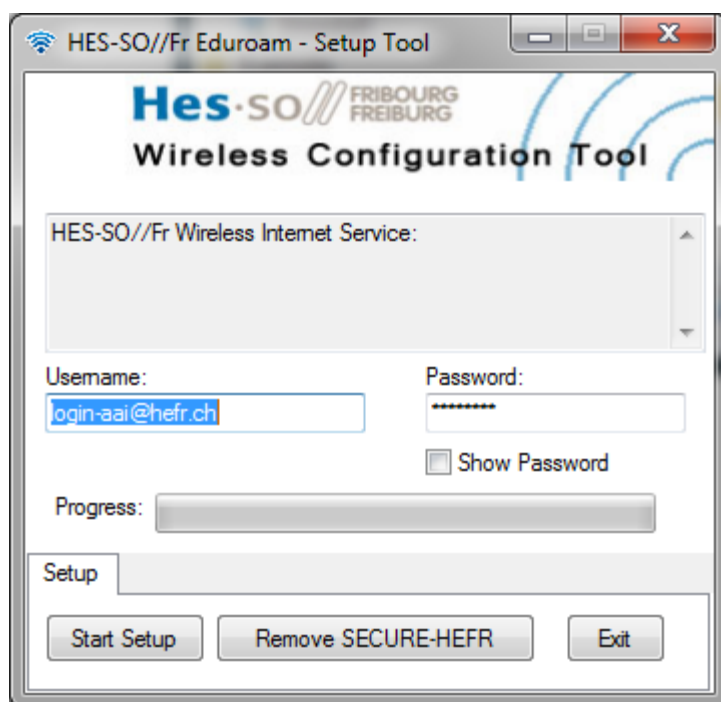 HES-SO//Fr Eduroam - Setup Tool
Hes·so// FRIBOURG
FREIBURG
Wireless Configuration Tool
HES-SO//Fr Wireless Internet Service:
Username:
Password:
login-aai@hefr.ch
********
Show Password
Progress:
Setup
Start Setup
Remove SECURE-HEFR
Exit